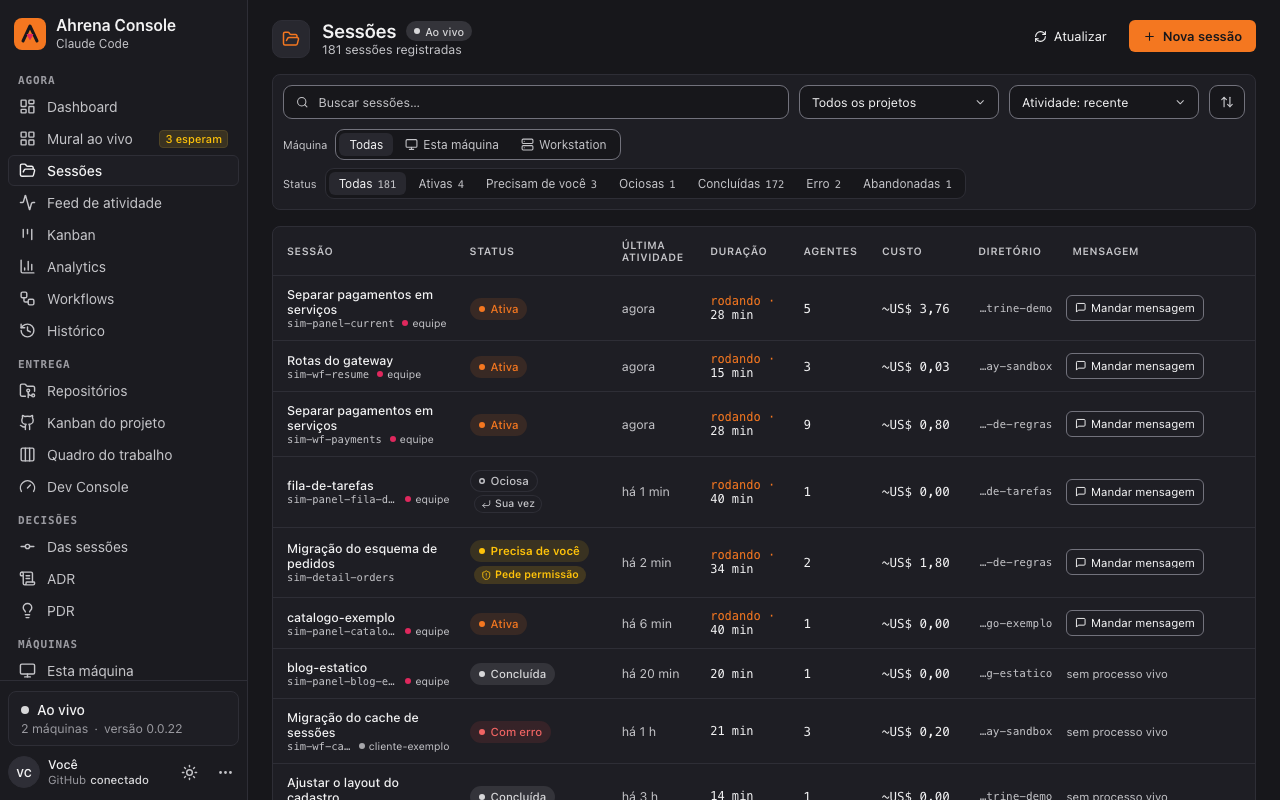 Ahrena Console
Claude Code
AGORA
Dashboard
Mural ao vivo
3 esperam
Sessões
Feed de atividade
Kanban
Analytics
Workflows
Histórico
ENTREGA
Repositórios
Kanban do projeto
Quadro do trabalho
Dev Console
DECISÕES
Das sessões
ADR
PDR
MÁQUINAS
Esta máquina
Ao vivo
2 máquinas · versão 0.0.22
VC
Você
GitHub conectado
Sessões
Ao vivo
181 sessões registradas
Atualizar
Nova sessão
Buscar sessões…
Todos os projetos
Atividade: recente
Máquina
Todas
Esta máquina
Workstation
Status
Todas 181
Ativas 4
Precisam de você 3
Ociosas 1
Concluídas 172
Erro 2
Abandonadas 1
SESSÃO
STATUS
ÚLTIMA
ATIVIDADE
DURAÇÃO
AGENTES
CUSTO
DIRETÓRIO
MENSAGEM
Separar pagamentos em
serviços
sim-panel-current equipe
Ativa
agora
rodando ·
28 min
5
~US$ 3,76
…trine-demo
Mandar mensagem
Rotas do gateway
sim-wf-resume equipe
Ativa
agora
rodando ·
15 min
3
~US$ 0,03
…ay-sandbox
Mandar mensagem
Separar pagamentos em
serviços
sim-wf-payments equipe
Ativa
agora
rodando ·
28 min
9
~US$ 0,80
…-de-regras
Mandar mensagem
fila-de-tarefas
sim-panel-fila-d… equipe
Ociosa
Sua vez
há 1 min
rodando ·
40 min
1
~US$ 0,00
…de-tarefas
Mandar mensagem
Migração do esquema de
pedidos
sim-detail-orders
Precisa de você
Pede permissão
há 2 min
rodando ·
34 min
2
~US$ 1,80
…-de-regras
Mandar mensagem
catalogo-exemplo
sim-panel-catalo… equipe
Ativa
há 6 min
rodando ·
40 min
1
~US$ 0,00
…go-exemplo
Mandar mensagem
blog-estatico
sim-panel-blog-e… equipe
Concluída
há 20 min
20 min
1
~US$ 0,00
…g-estatico
sem processo vivo
Migração do cache de
sessões
sim-wf-ca… cliente-exemplo
Com erro
há 1 h
21 min
3
~US$ 0,20
…ay-sandbox
sem processo vivo
Ajustar o layout do
cadastro
Concluída
há 3 h
14 min
1
~US$ 0,00
…trine-demo
sem processo vivo